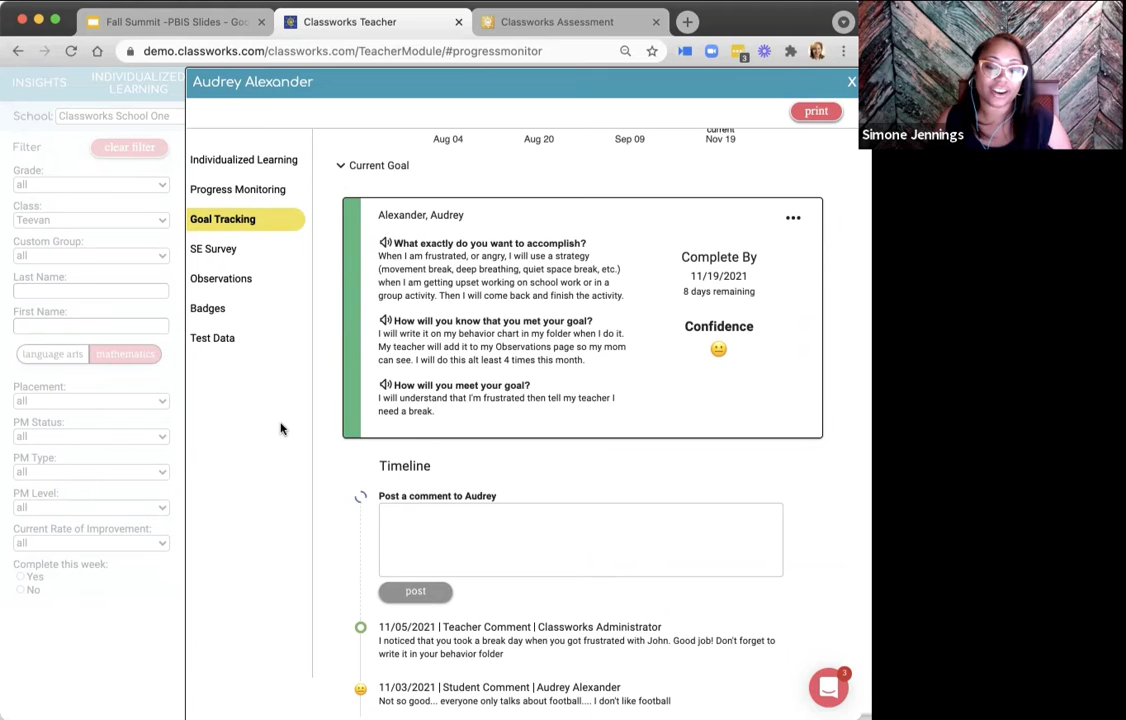 Fall Summit -PBIS Slides - Goo
Classworks Teacher
Classworks Assessment
demo.classworks.com/classworks.com/TeacherModule/#progressmonitor
3
INSIGHTS
INDIVIDUALIZED
LEARNING
School: Classworks School One
Filter
clear filter
Grade:
all
Class:
Teevan
Custom Group:
all
Last Name:
First Name:
language arts mathematics
Placement:
all
PM Status:
all
PM Type:
all
PM Level:
all
Current Rate of Improvement:
all
Complete this week:
Yes
No
Audrey Alexander
X
print
Individualized Learning
Progress Monitoring
Goal Tracking
SE Survey
Observations
Badges
Test Data
current
Aug 04 Aug 20 Sep 09 Nov 19
Current Goal
Alexander, Audrey
What exactly do you want to accomplish?
When I am frustrated, or angry, I will use a strategy
(movement break, deep breathing, quiet space break, etc.)
when I am getting upset working on school work or in a
group activity. Then I will come back and finish the activity.
How will you know that you met your goal?
I will write it on my behavior chart in my folder when I do it.
My teacher will add it to my Observations page so my mom
can see. I will do this alt least 4 times this month.
How will you meet your goal?
I will understand that I'm frustrated then tell my teacher I
need a break.
Complete By
11/19/2021
8 days remaining
Confidence
Timeline
Post a comment to Audrey
post
11/05/2021 | Teacher Comment | Classworks Administrator
I noticed that you took a break day when you got frustrated with John. Good job! Don't forget to
write it in your behavior folder
11/03/2021 | Student Comment | Audrey Alexander
Not so good... everyone only talks about football.... I don't like football
3
Simone Jennings